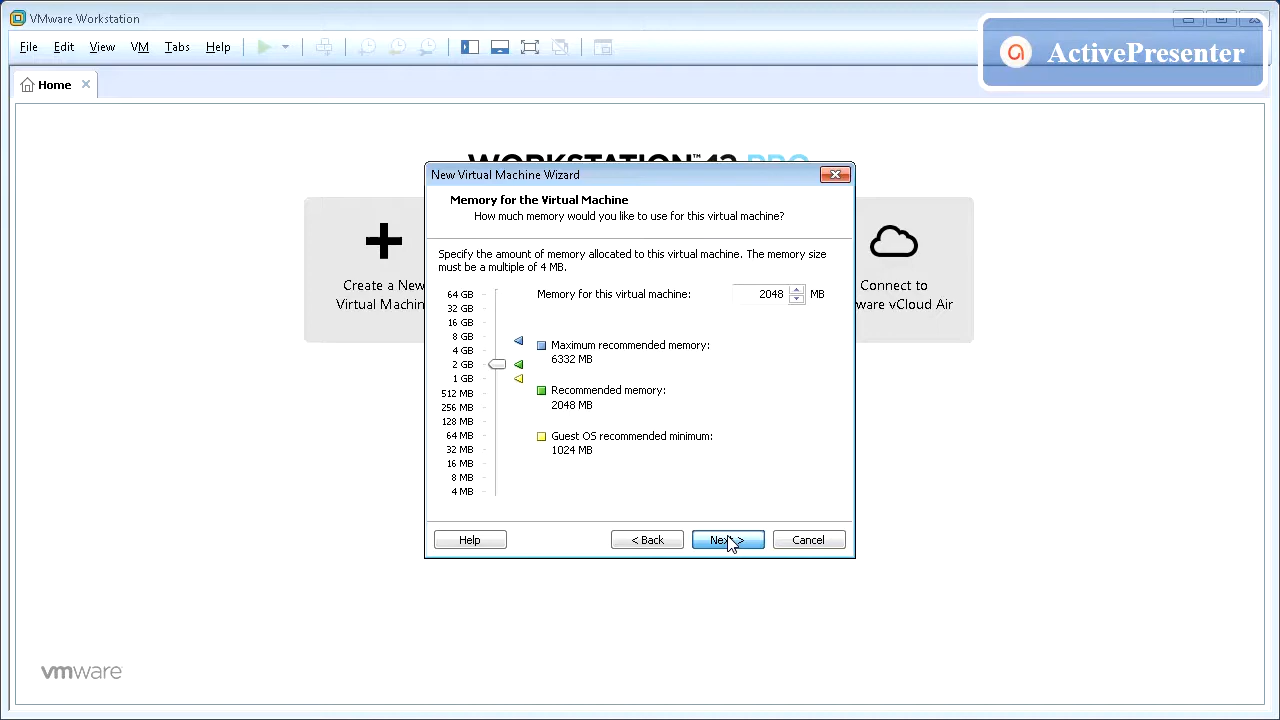 VMware Workstation
File Edit View VM Tabs Help
ActivePresenter
Home
WORKSTATION™ 12 PRO
New Virtual Machine Wizard
Memory for the Virtual Machine
How much memory would you like to use for this virtual machine?
Specify the amount of memory allocated to this virtual machine. The memory size
must be a multiple of 4 MB.
Memory for this virtual machine: 2048 MB
64 GB
32 GB
16 GB
8 GB
4 GB
2 GB
1 GB
512 MB
256 MB
128 MB
64 MB
32 MB
16 MB
8 MB
4 MB
Maximum recommended memory:
6332 MB
Recommended memory:
2048 MB
Guest OS recommended minimum:
1024 MB
Help < Back Next > Cancel
Create a New
Virtual Machin
Connect to
ware vCloud Air
vmware